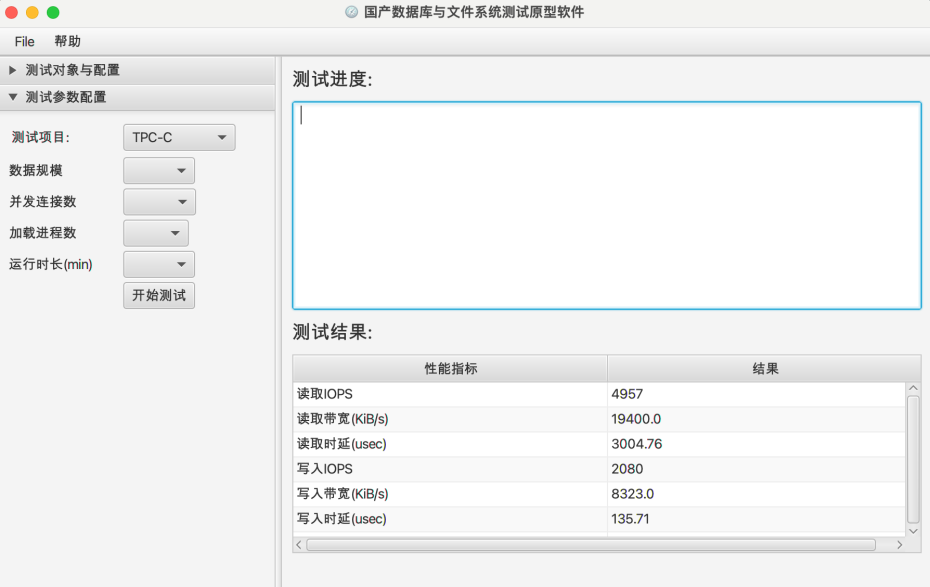 国产数据库与文件系统测试原型软件
File 帮助
测试对象与配置
测试参数配置
测试项目: TPC-C
数据规模
并发连接数
加载进程数
运行时长(min)
开始测试
测试进度:
测试结果:
性能指标 结果
读取IOPS 4957
读取带宽(KiB/s) 19400.0
读取时延(usec) 3004.76
写入IOPS 2080
写入带宽(KiB/s) 8323.0
写入时延(usec) 135.71